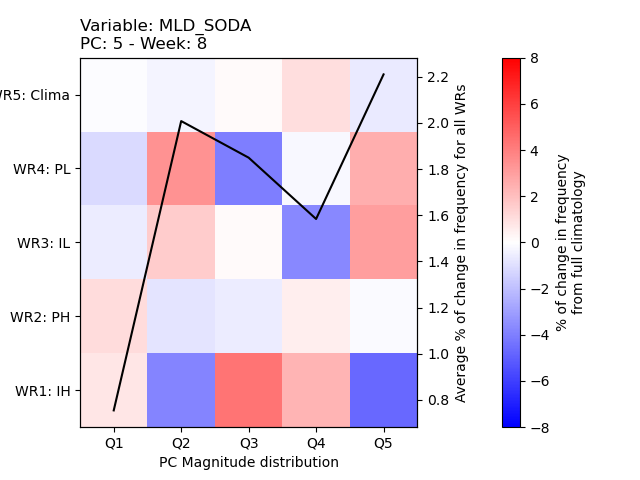 Variable: MLD_SODA
PC: 5 - Week: 8
WR5: Clima
WR4: PL
WR3: IL
WR2: PH
WR1: IH
Q1 Q2 Q3 Q4 Q5
PC Magnitude distribution
2.2
2.0
1.8
1.6
1.4
1.2
1.0
0.8
Average % of change in frequency for all WRs
8
6
4
2
0
−2
−4
−6
−8
% of change in frequency
from full climatology